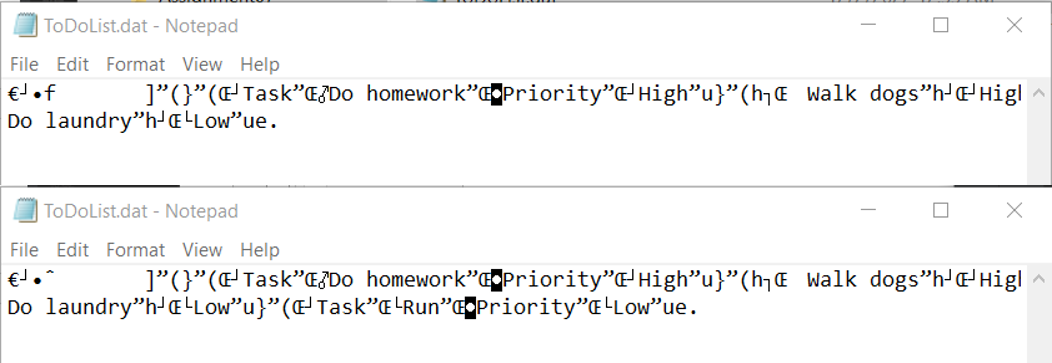 ToDoList.dat - Notepad
File Edit Format View Help
€┘•f ]”(}”(Œ┘Task”Œ♂Do homework”Œ◘Priority”Œ┘High”u}”(h┐Œ Walk dogs”h┘Œ┘High
Do laundry”h┘Œ└Low”ue.
ToDoList.dat - Notepad
File Edit Format View Help
€┘•ˆ ]”(}”(Œ┘Task”Œ♂Do homework”Œ◘Priority”Œ┘High”u}”(h┐Œ Walk dogs”h┘Œ┘High
Do laundry”h┘Œ└Low”u}”(Œ┘Task”Œ└Run”Œ◘Priority”Œ└Low”ue.